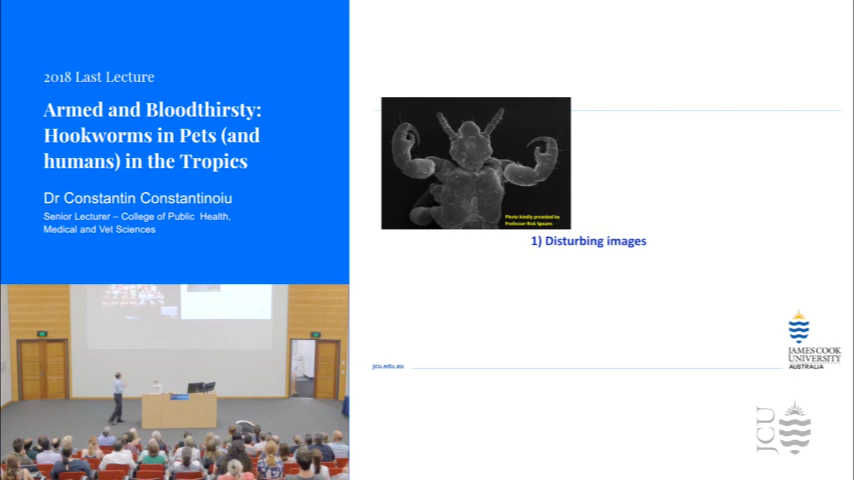 2018 Last Lecture
Armed and Bloodthirsty:
Hookworms in Pets (and
humans) in the Tropics
Dr Constantin Constantinoiu
Senior Lecturer – College of Public Health,
Medical and Vet Sciences
Photo kindly provided by
Professor Rick Speare.
1) Disturbing images
jcu.edu.au
JAMES COOK
UNIVERSITY
AUSTRALIA
JCU